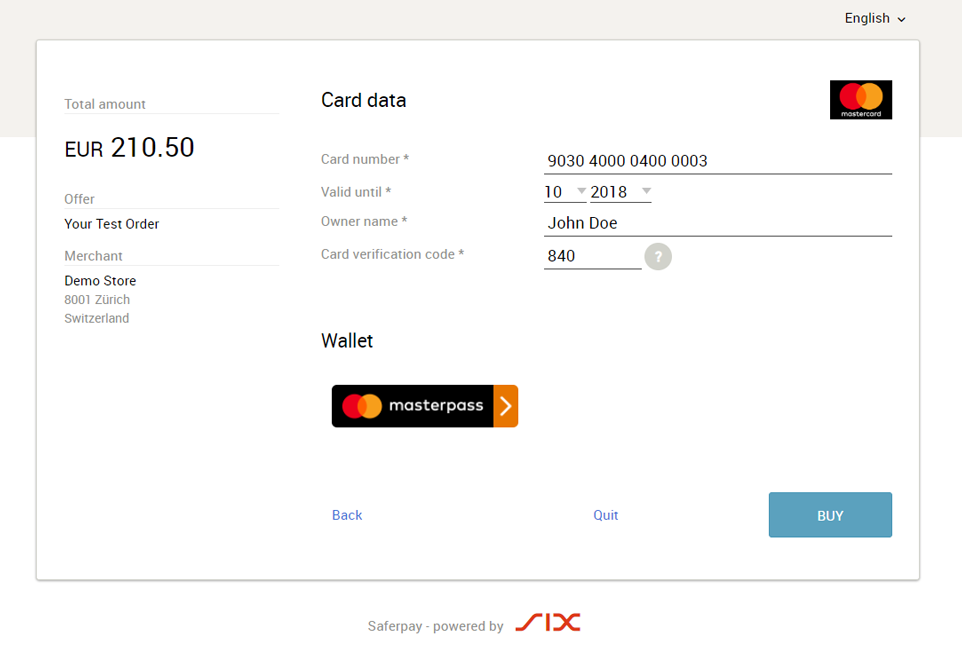 English
Total amount
EUR 210.50
Offer
Your Test Order
Merchant
Demo Store
8001 Zürich
Switzerland
Card data
mastercard
Card number *
9030 4000 0400 0003
Valid until *
10 2018
Owner name *
John Doe
Card verification code *
840 ?
Wallet
masterpass
Back
Quit
BUY
Saferpay - powered by SIX